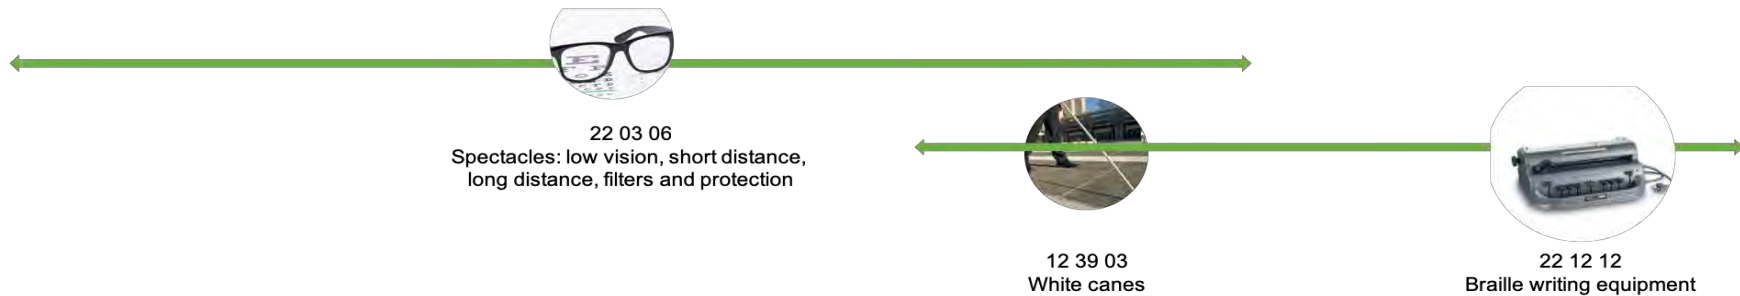 22 03 06
Spectacles: low vision, short distance,
long distance, filters and protection
12 39 03
White canes
22 12 12
Braille writing equipment